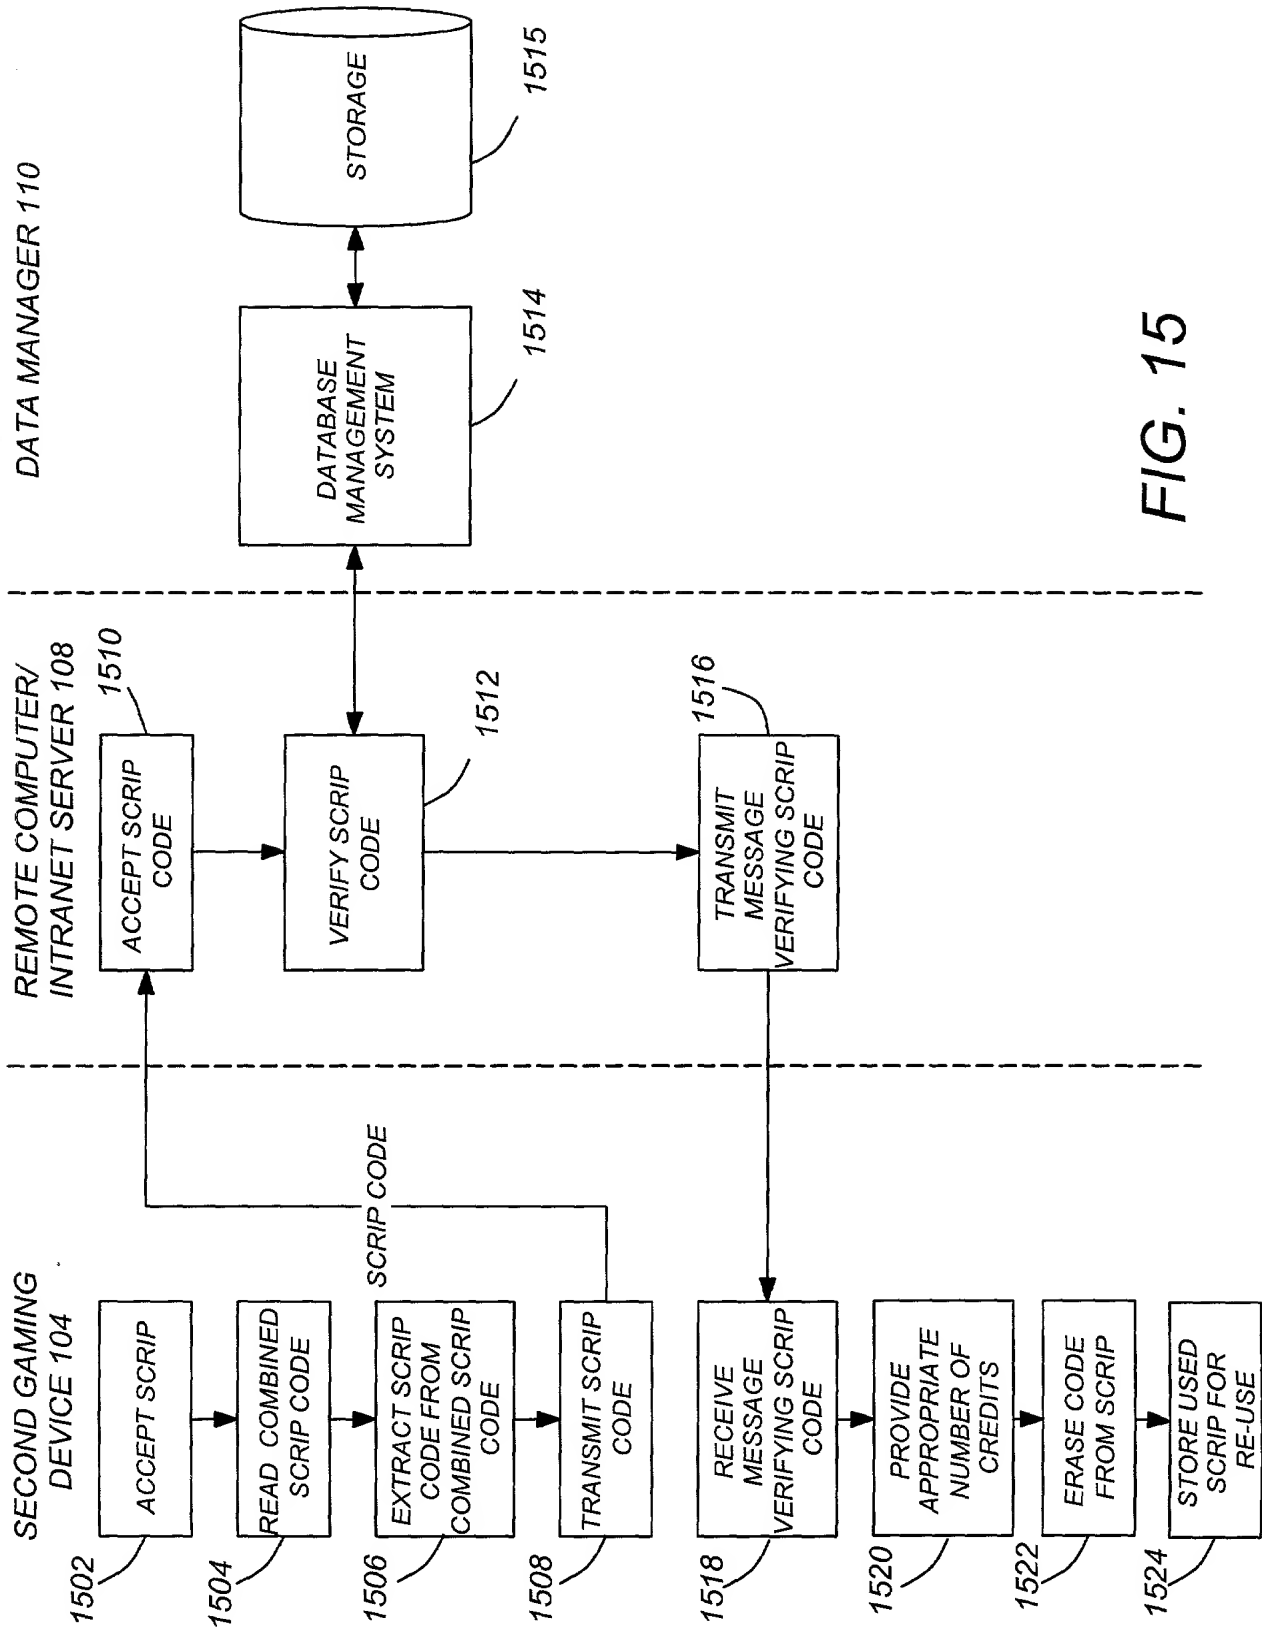 SECOND GAMING
DEVICE 104
REMOTE COMPUTER/
INTRANET SERVER 108
DATA MANAGER 110
1502
ACCEPT SCRIP
1504
READ COMBINED
SCRIP CODE
1506
EXTRACT SCRIP
CODE FROM
COMBINED SCRIP
CODE
1508
TRANSMIT SCRIP
CODE
SCRIP CODE
1510
ACCEPT SCRIP
CODE
1512
VERIFY SCRIP
CODE
1514
DATABASE
MANAGEMENT
SYSTEM
1515
STORAGE
1516
TRANSMIT
MESSAGE
VERIFYING SCRIP
CODE
1518
RECEIVE
MESSAGE
VERIFYING SCRIP
CODE
1520
PROVIDE
APPROPRIATE
NUMBER OF
CREDITS
1522
ERASE CODE
FROM SCRIP
1524
STORE USED
SCRIP FOR
RE-USE
FIG. 15